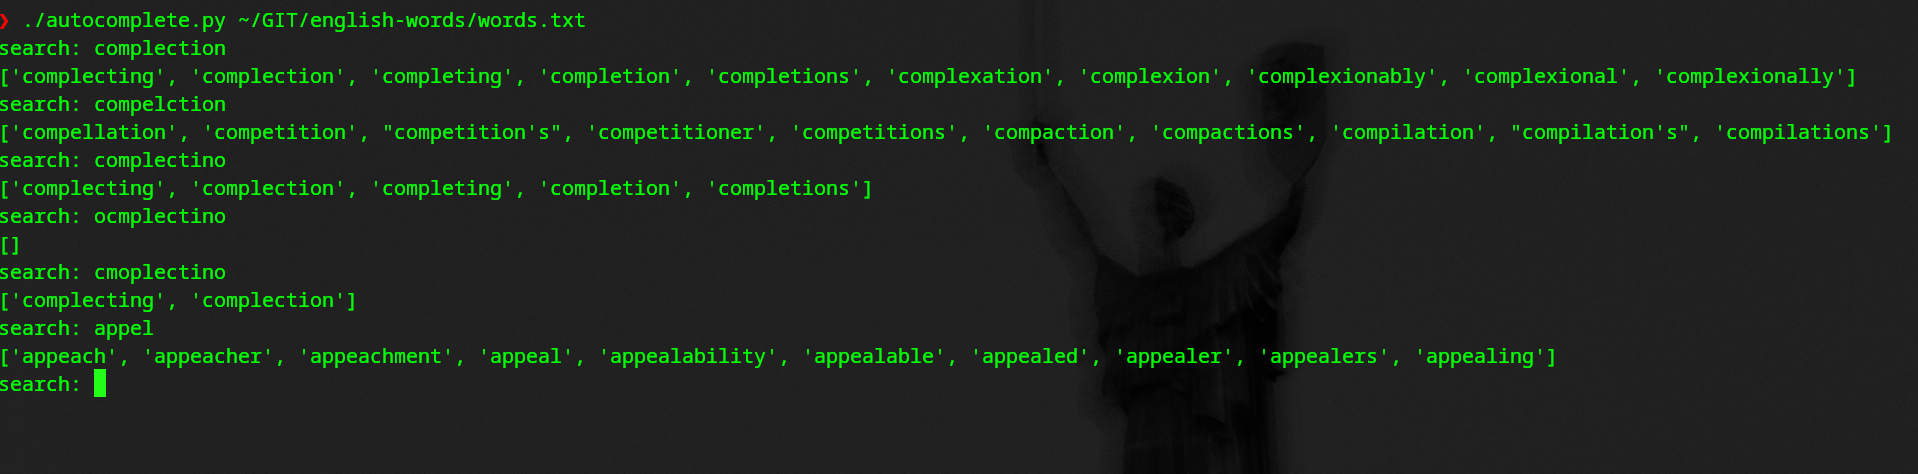 ❯ ./autocomplete.py ~/GIT/english-words/words.txt
search: complection
['complecting', 'complection', 'completing', 'completion', 'completions', 'complexation', 'complexion', 'complexionably', 'complexional', 'complexionally']
search: compelction
['compellation', 'competition', "competition's", 'competitioner', 'competitions', 'compaction', 'compactions', 'compilation', "compilation's", 'compilations']
search: complectino
['complecting', 'complection', 'completing', 'completion', 'completions']
search: ocmplectino
[]
search: cmoplectino
['complecting', 'complection']
search: appel
['appeach', 'appeacher', 'appeachment', 'appeal', 'appealability', 'appealable', 'appealed', 'appealer', 'appealers', 'appealing']
search: